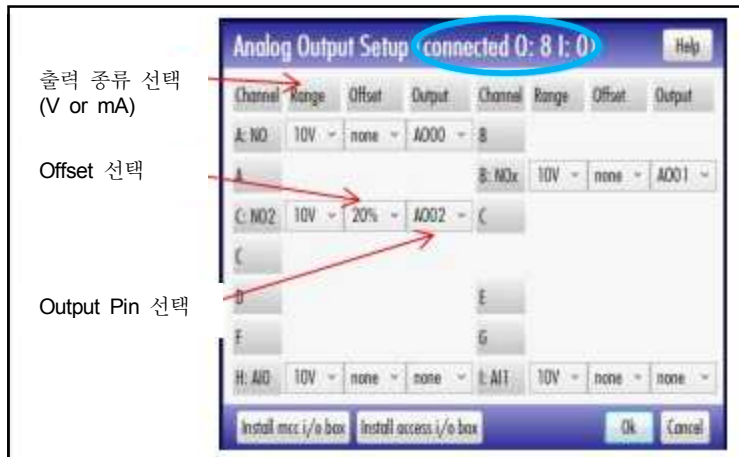 Analog Output Setup (connected O: 8 I: 0)
Help
출력 종류 선택
(V or mA)
Channel Range Offset Output Channel Range Offset Output
A: NO 10V none AO00 B
Offset 선택
A B: NOx 10V none AO01
C: NO2 10V 20% AO02 C
C
Output Pin 선택
D E
F G
H: AI0 10V none none I: AI1 10V none none
Install mcc i/o box Install access i/o box Ok Cancel